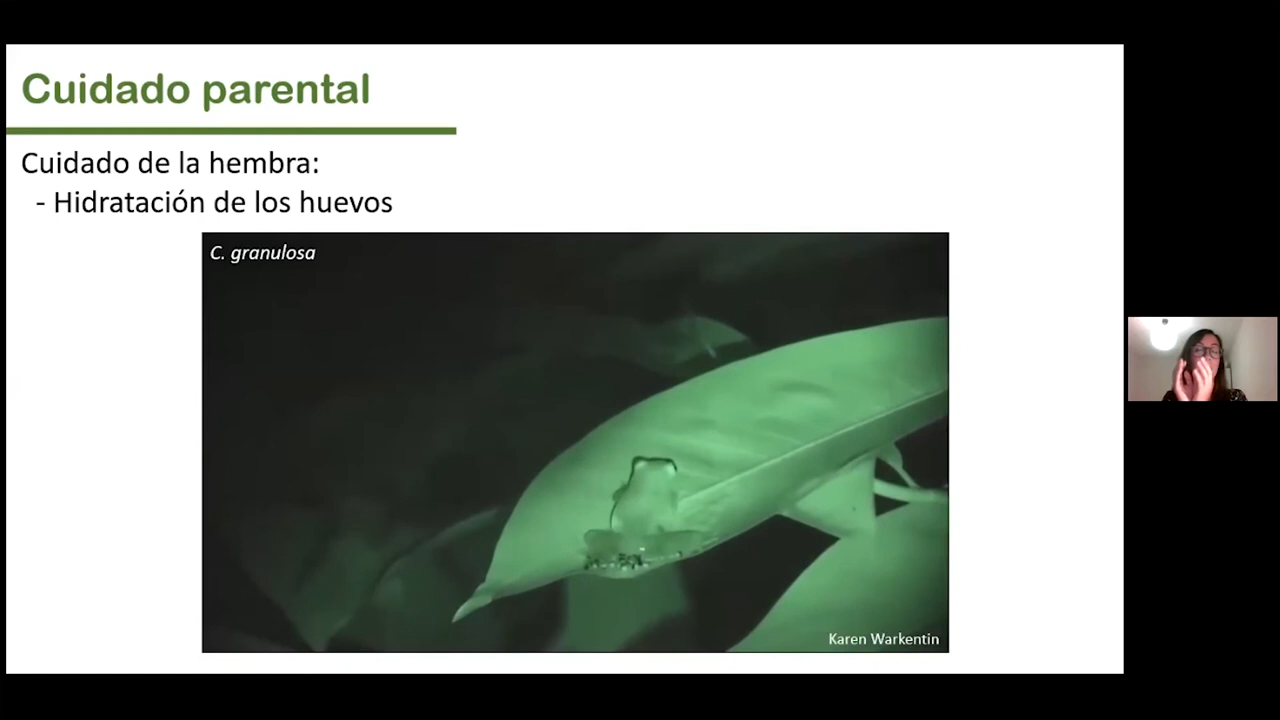 Cuidado parental
Cuidado de la hembra:
- Hidratación de los huevos
C. granulosa
Karen Warkentin